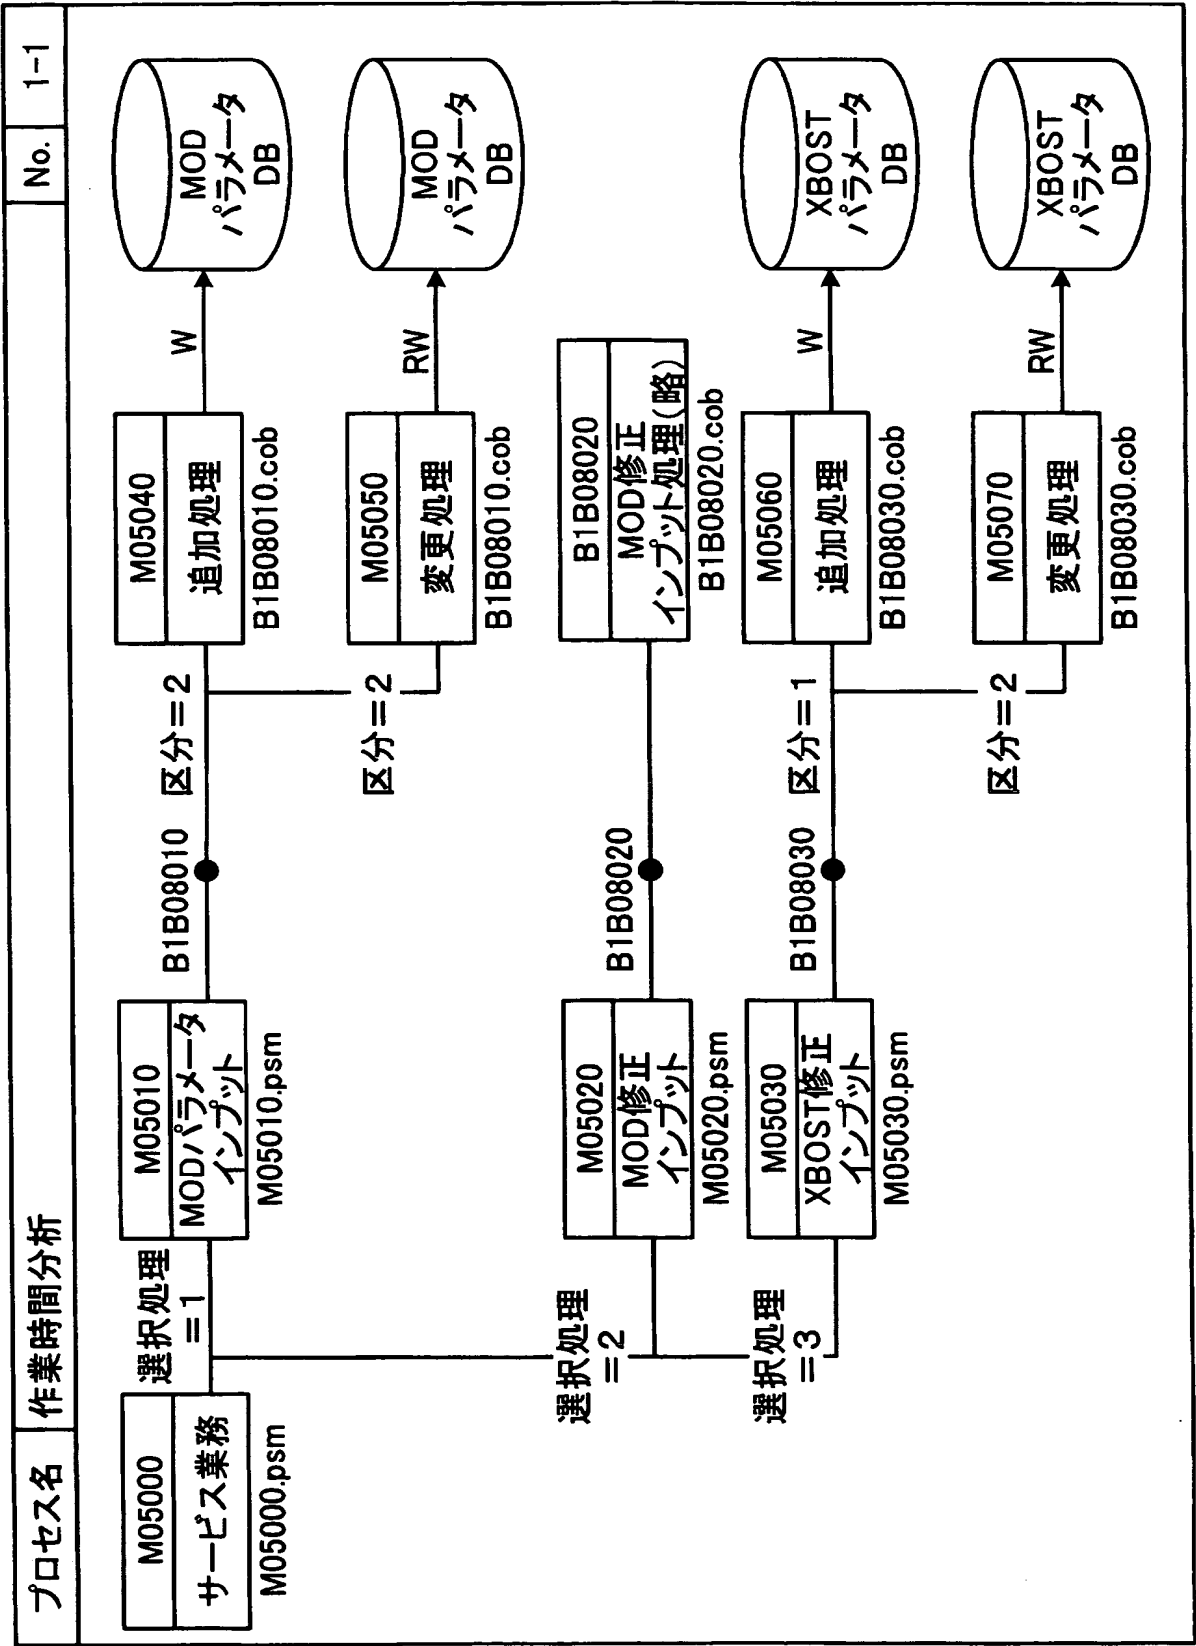 プロセス名 作業時間分析 No. 1-1
M05000
サービス業務
M05000.psm
選択処理
=1
M05010
MODパラメータ
インプット
M05010.psm
B1B08010
区分=2
M05040
追加処理
B1B08010.cob
W
MOD
パラメータ
DB
区分=2
M05050
変更処理
B1B08010.cob
RW
MOD
パラメータ
DB
選択処理
=2
M05020
MOD修正
インプット
M05020.psm
B1B08020
B1B08020
MOD修正
インプット処理(略)
B1B08020.cob
選択処理
=3
M05030
XBOST修正
インプット
M05030.psm
B1B08030
区分=1
M05060
追加処理
B1B08030.cob
W
XBOST
パラメータ
DB
区分=2
M05070
変更処理
B1B08030.cob
RW
XBOST
パラメータ
DB